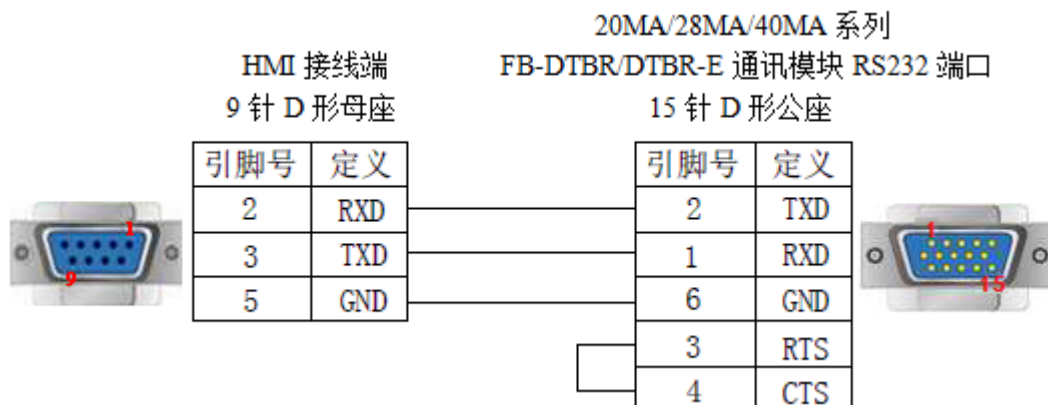 20MA/28MA/40MA 系列
HMI 接线端 FB-DTBR/DTBR-E 通讯模块 RS232 端口
9 针 D 形母座 15 针 D 形公座
引脚号 定义 引脚号 定义
2 RXD 2 TXD
3 TXD 1 RXD
5 GND 6 GND
3 RTS
4 CTS
1
9
1
15